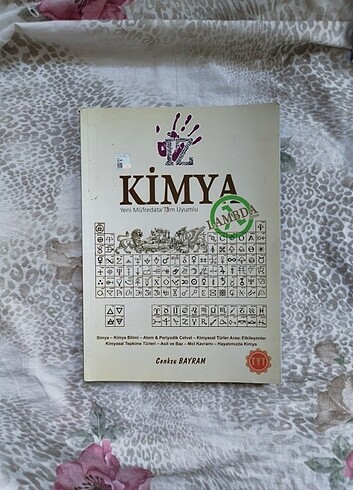 İZ
KİMYA
Yeni Müfredata Tam Uyumlu
LAMBDA
Simya – Kimya Bilimi – Atom & Periyodik Cetvel – Kimyasal Türler Arası Etkileşimler
Kimyasal Tepkime Türleri – Asit ve Baz – Mol Kavramı – Hayatımızda Kimya
Cenksu BAYRAM
TYT